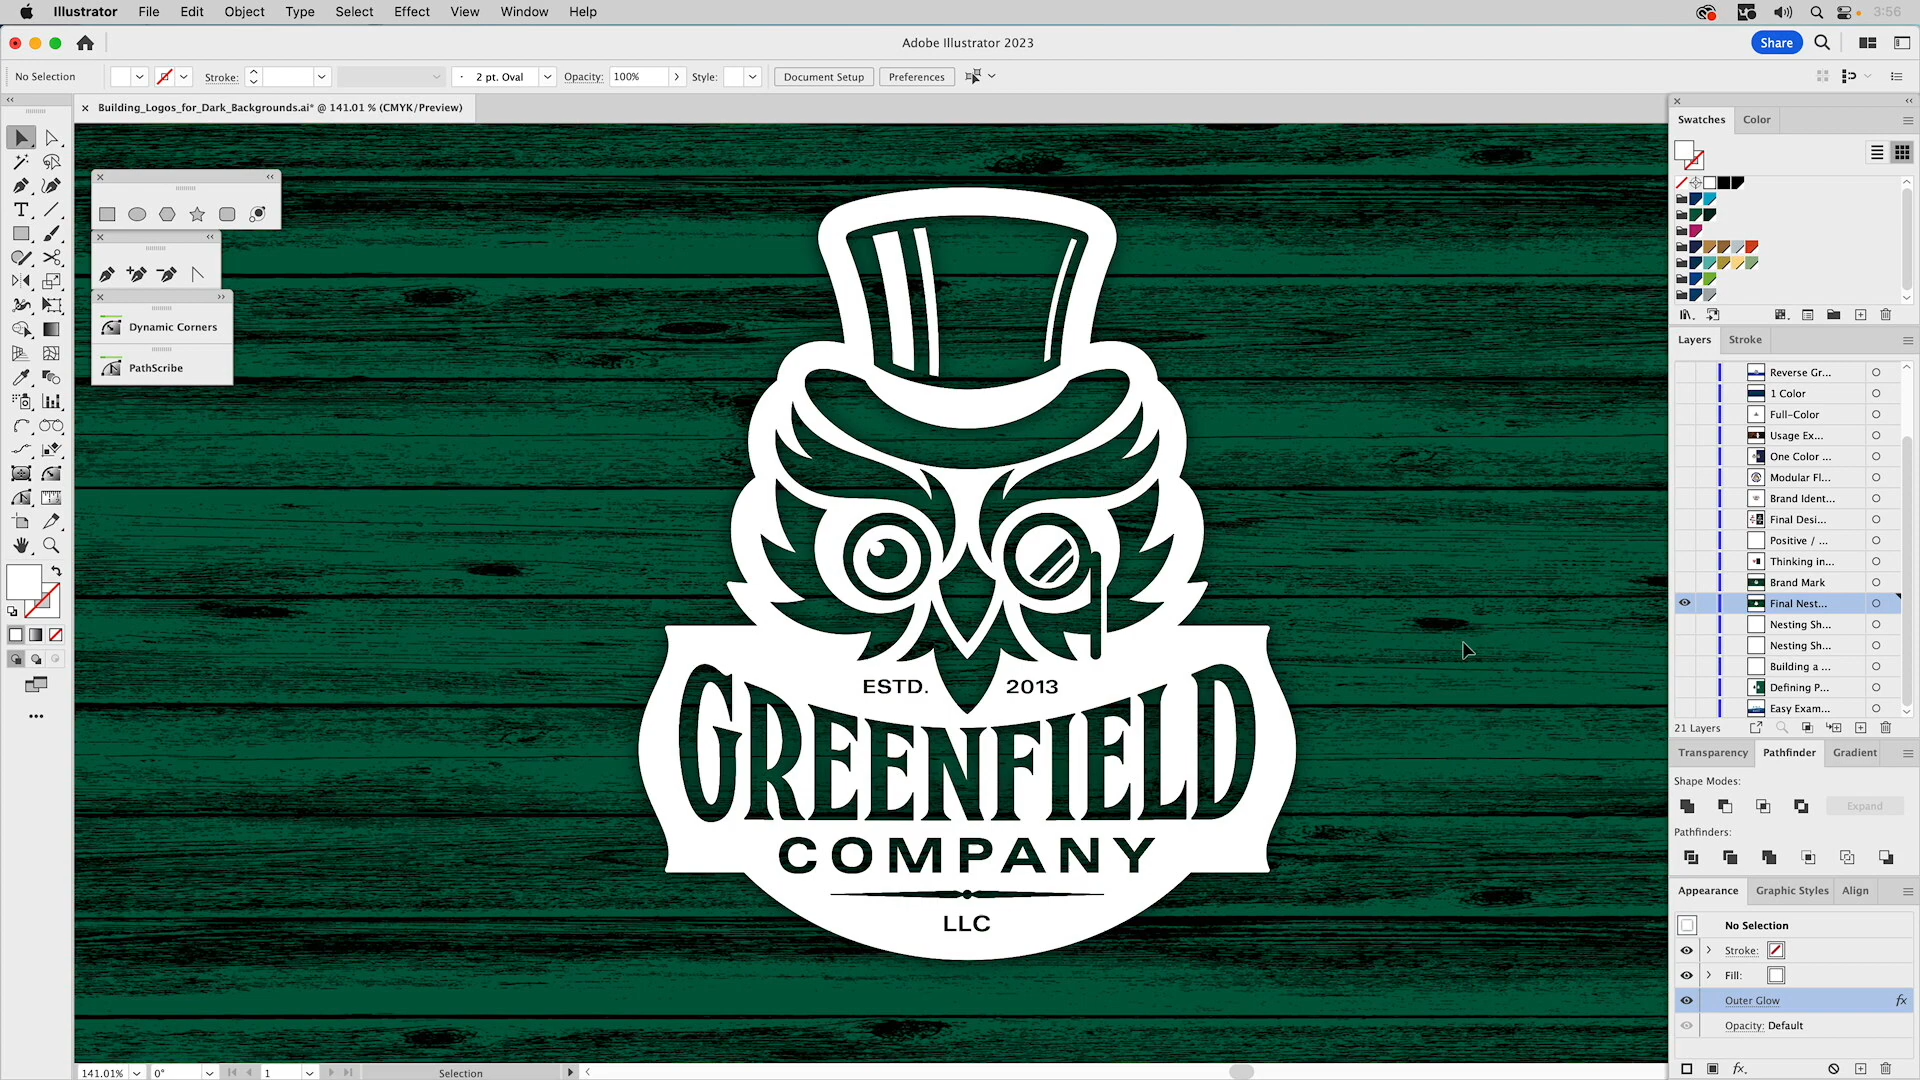 Illustrator File Edit Object Type Select Effect View Window Help 3:56
Adobe Illustrator 2023
Share
No Selection
Stroke:
2 pt. Oval
Opacity: 100%
Style:
Document Setup
Preferences
Building_Logos_for_Dark_Backgrounds.ai* @ 141.01 % (CMYK/Preview)
Dynamic Corners
PathScribe
ESTD. 2013
GREENFIELD
COMPANY
LLC
Swatches Color
Layers Stroke
Reverse Gr...
1 Color
Full-Color
Usage Ex...
One Color ...
Modular Fl...
Brand Ident...
Final Desi...
Positive / ...
Thinking in...
Brand Mark
Final Nest...
Nesting Sh...
Nesting Sh...
Building a ...
Defining P...
Easy Exam...
21 Layers
Transparency Pathfinder Gradient
Shape Modes:
Expand
Pathfinders:
Appearance Graphic Styles Align
No Selection
Stroke:
Fill:
Outer Glow fx
Opacity: Default
fx.
141.01% 0° 1 Selection